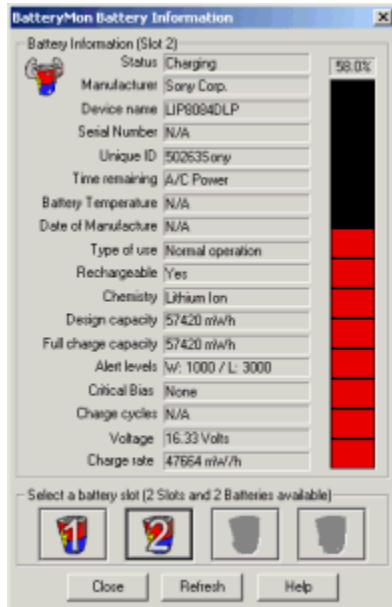 BatteryMon Battery Information
Battery Information (Slot 2)
Status Charging 58.0%
Manufacturer Sony Corp.
Device name LIP8084DLP
Serial Number N/A
Unique ID 50263Sony
Time remaining A/C Power
Battery Temperature N/A
Date of Manufacture N/A
Type of use Normal operation
Rechargeable Yes
Chemistry Lithium Ion
Design capacity 57420 mWh
Full charge capacity 57420 mWh
Alert levels W: 1000 / L: 3000
Critical Bias None
Charge cycles N/A
Voltage 16.33 Volts
Charge rate 47664 mW/h
Select a battery slot (2 Slots and 2 Batteries available)
1 2
Close Refresh Help